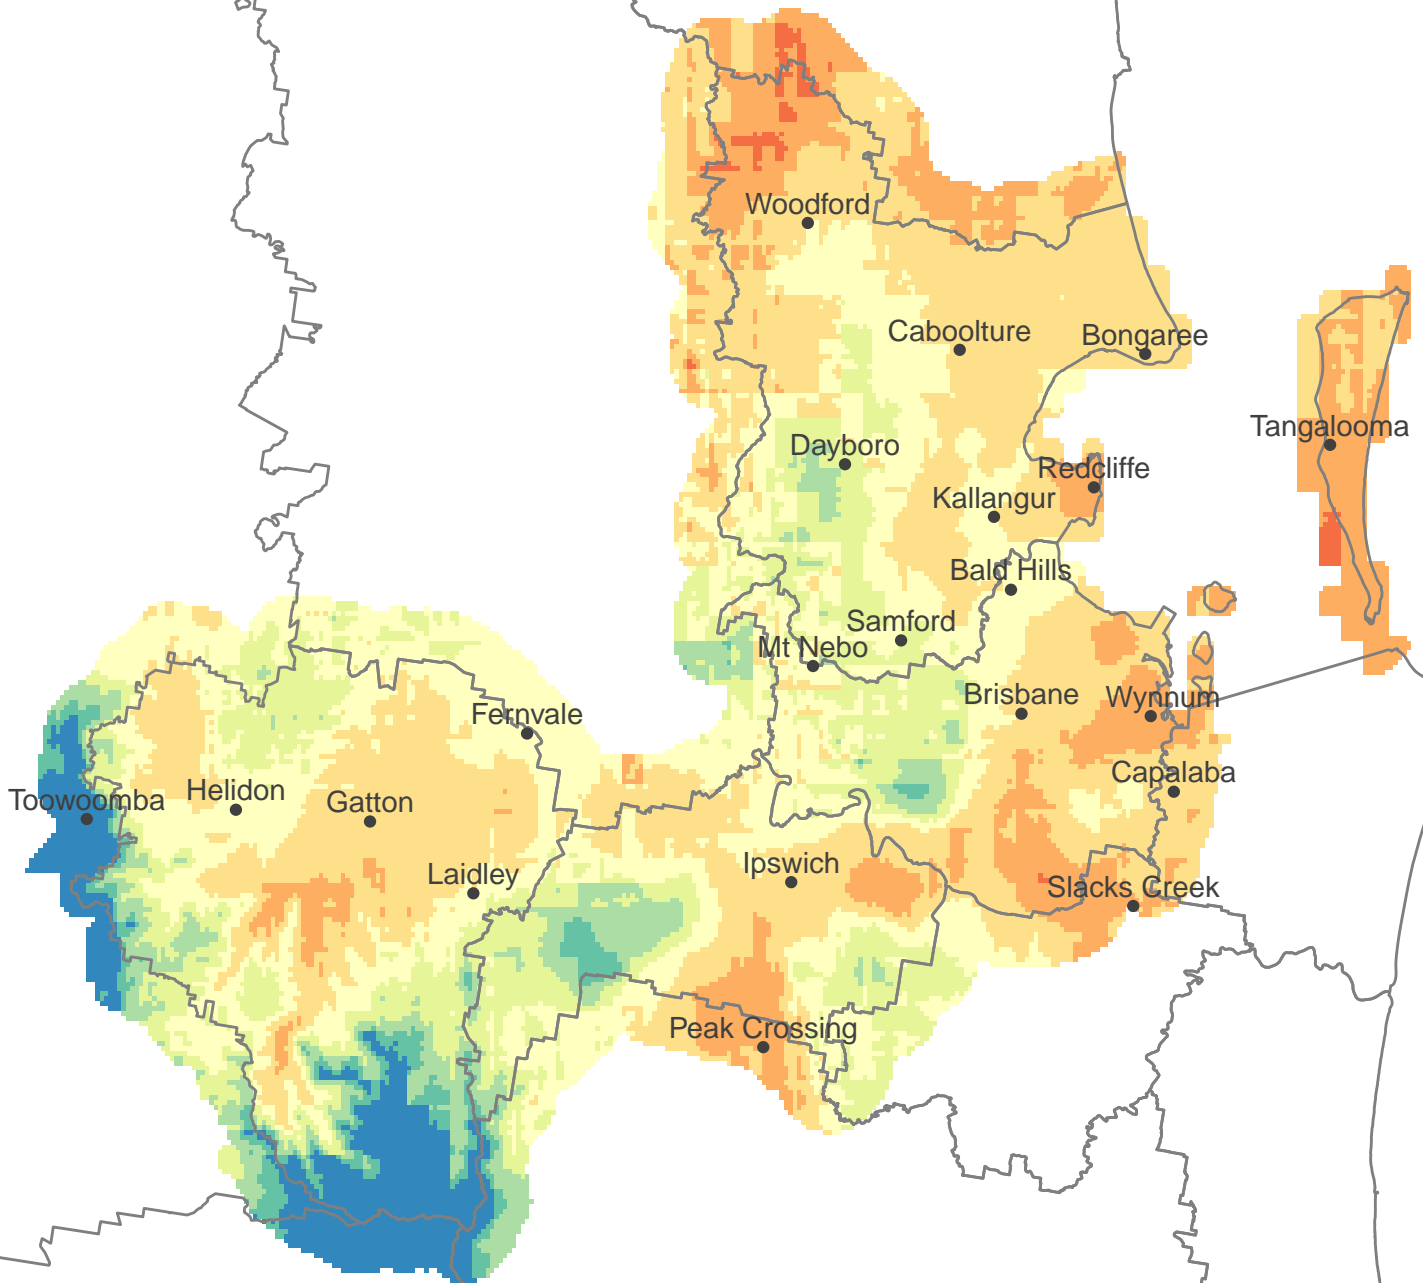 Woodford
Caboolture
Bongaree
Tangalooma
Dayboro
Redcliffe
Kallangur
Bald Hills
Samford
Mt Nebo
Brisbane
Wynnum
Fernvale
Capalaba
Toowoomba
Helidon
Gatton
Ipswich
Laidley
Slacks Creek
Peak Crossing